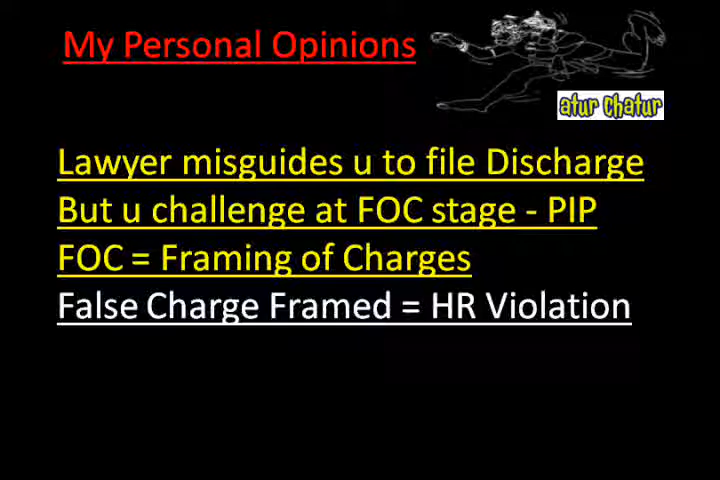 My Personal Opinions
atur chatur
Lawyer misguides u to file Discharge
But u challenge at FOC stage - PIP
FOC = Framing of Charges
False Charge Framed = HR Violation